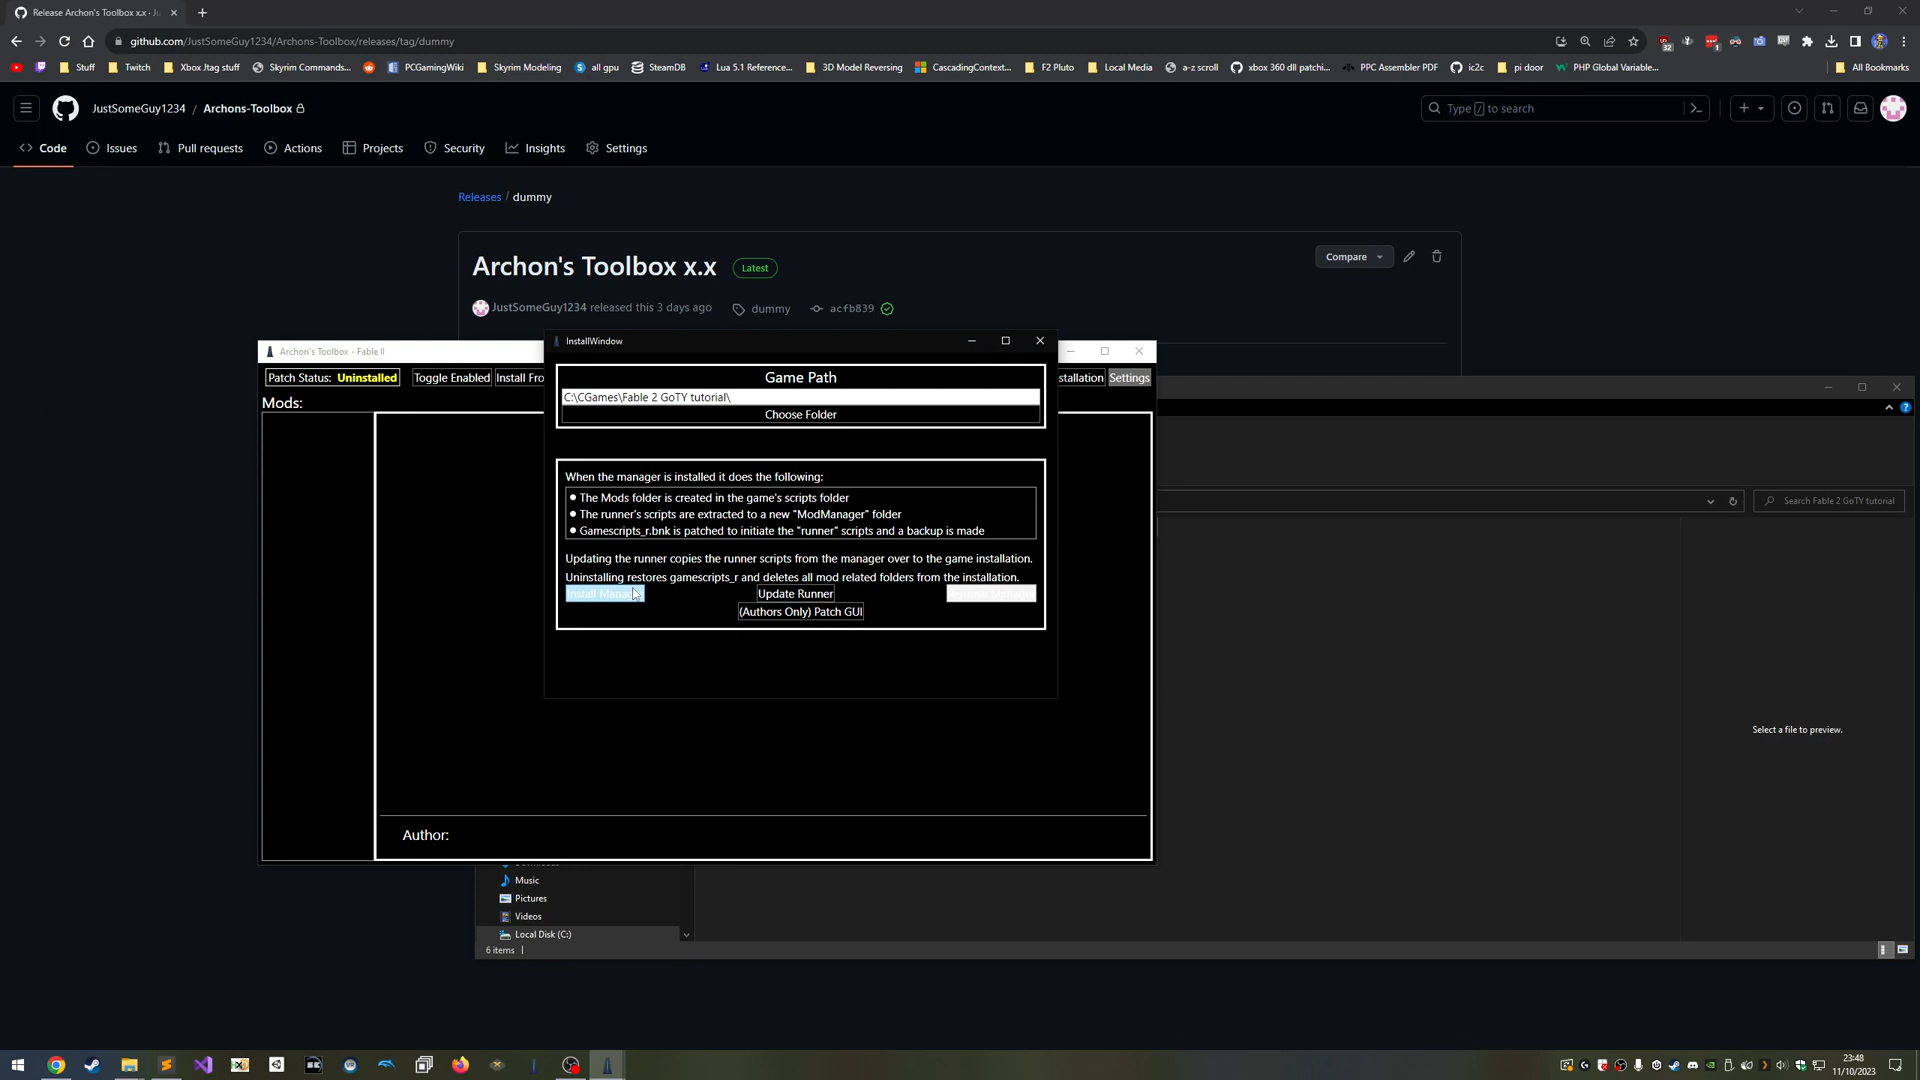 Release Archon's Toolbox x.x · Ju
github.com/JustSomeGuy1234/Archons-Toolbox/releases/tag/dummy
32
1
Stuff
Twitch
Xbox Jtag stuff
Skyrim Commands...
PCGamingWiki
Skyrim Modeling
all gpu
SteamDB
Lua 5.1 Reference...
3D Model Reversing
CascadingContext...
F2 Pluto
Local Media
a-z scroll
xbox 360 dll patchi...
PPC Assembler PDF
ic2c
pi door
PHP Global Variable...
All Bookmarks
JustSomeGuy1234 / Archons-Toolbox
Type / to search
Code
Issues
Pull requests
Actions
Projects
Security
Insights
Settings
Releases / dummy
Archon's Toolbox x.x
Latest
Compare
JustSomeGuy1234 released this 3 days ago
dummy
acfb839
Archon's Toolbox - Fable II
InstallWindow
Patch Status: Uninstalled
Toggle Enabled
Install Fro
stallation
Settings
Mods:
Game Path
C:\CGames\Fable 2 GoTY tutorial\
Choose Folder
When the manager is installed it does the following:
● The Mods folder is created in the game's scripts folder
● The runner's scripts are extracted to a new "ModManager" folder
● Gamescripts_r.bnk is patched to initiate the "runner" scripts and a backup is made
Updating the runner copies the runner scripts from the manager over to the game installation.
Uninstalling restores gamescripts_r and deletes all mod related folders from the installation.
Install Mana
Update Runner
(Authors Only) Patch GUI
Search Fable 2 GoTY tutorial
Select a file to preview.
Author:
Music
Pictures
Videos
Local Disk (C:)
6 items
23:48
11/10/2023